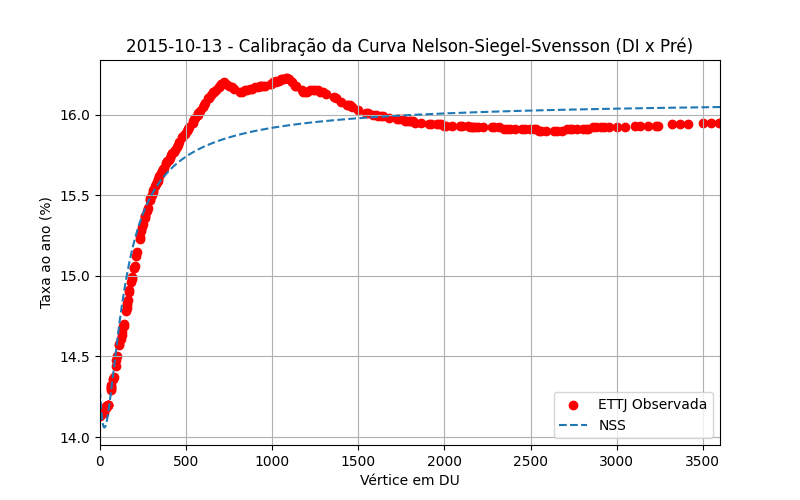 2015-10-13 - Calibração da Curva Nelson-Siegel-Svensson (DI x Pré)
Taxa ao ano (%)
16.0
15.5
15.0
14.5
14.0
0 500 1000 1500 2000 2500 3000 3500
Vértice em DU
ETTJ Observada
NSS